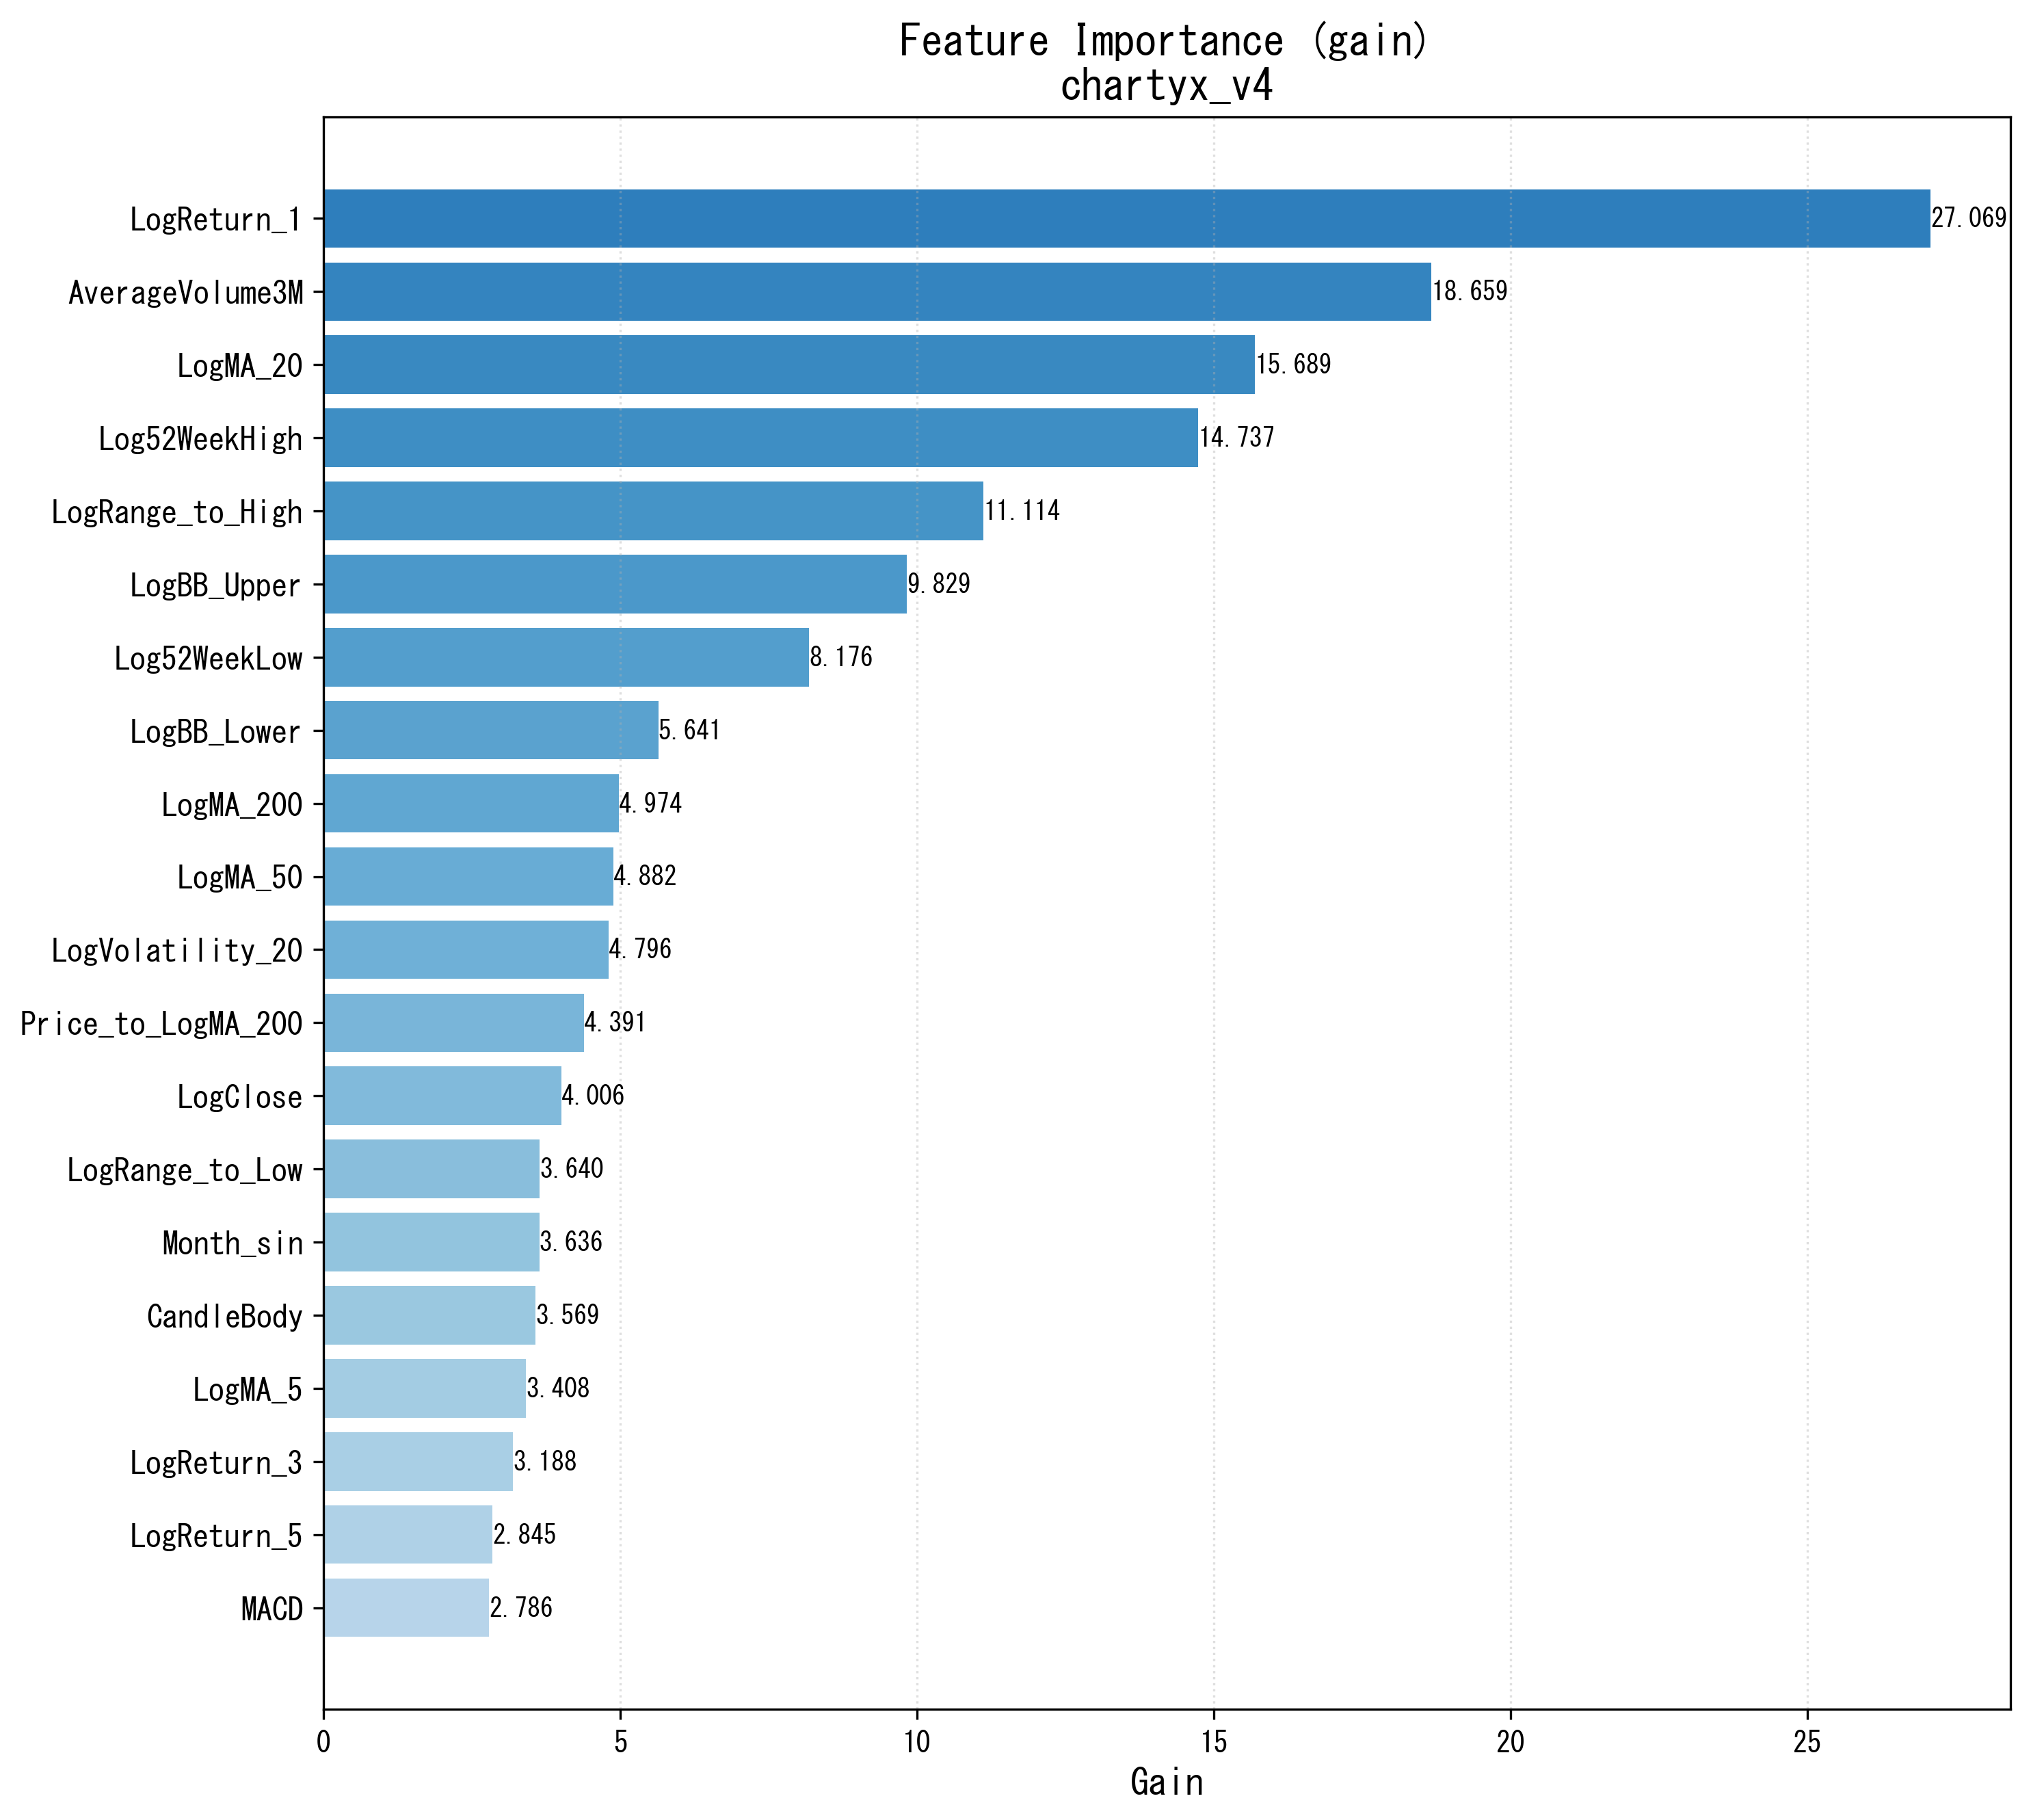 Feature Importance (gain)
chartyx_v4
LogReturn_1 27.069
AverageVolume3M 18.659
LogMA_20 15.689
Log52WeekHigh 14.737
LogRange_to_High 11.114
LogBB_Upper 9.829
Log52WeekLow 8.176
LogBB_Lower 5.641
LogMA_200 4.974
LogMA_50 4.882
LogVolatility_20 4.796
Price_to_LogMA_200 4.391
LogClose 4.006
LogRange_to_Low 3.640
Month_sin 3.636
CandleBody 3.569
LogMA_5 3.408
LogReturn_3 3.188
LogReturn_5 2.845
MACD 2.786
0 5 10 15 20 25
Gain